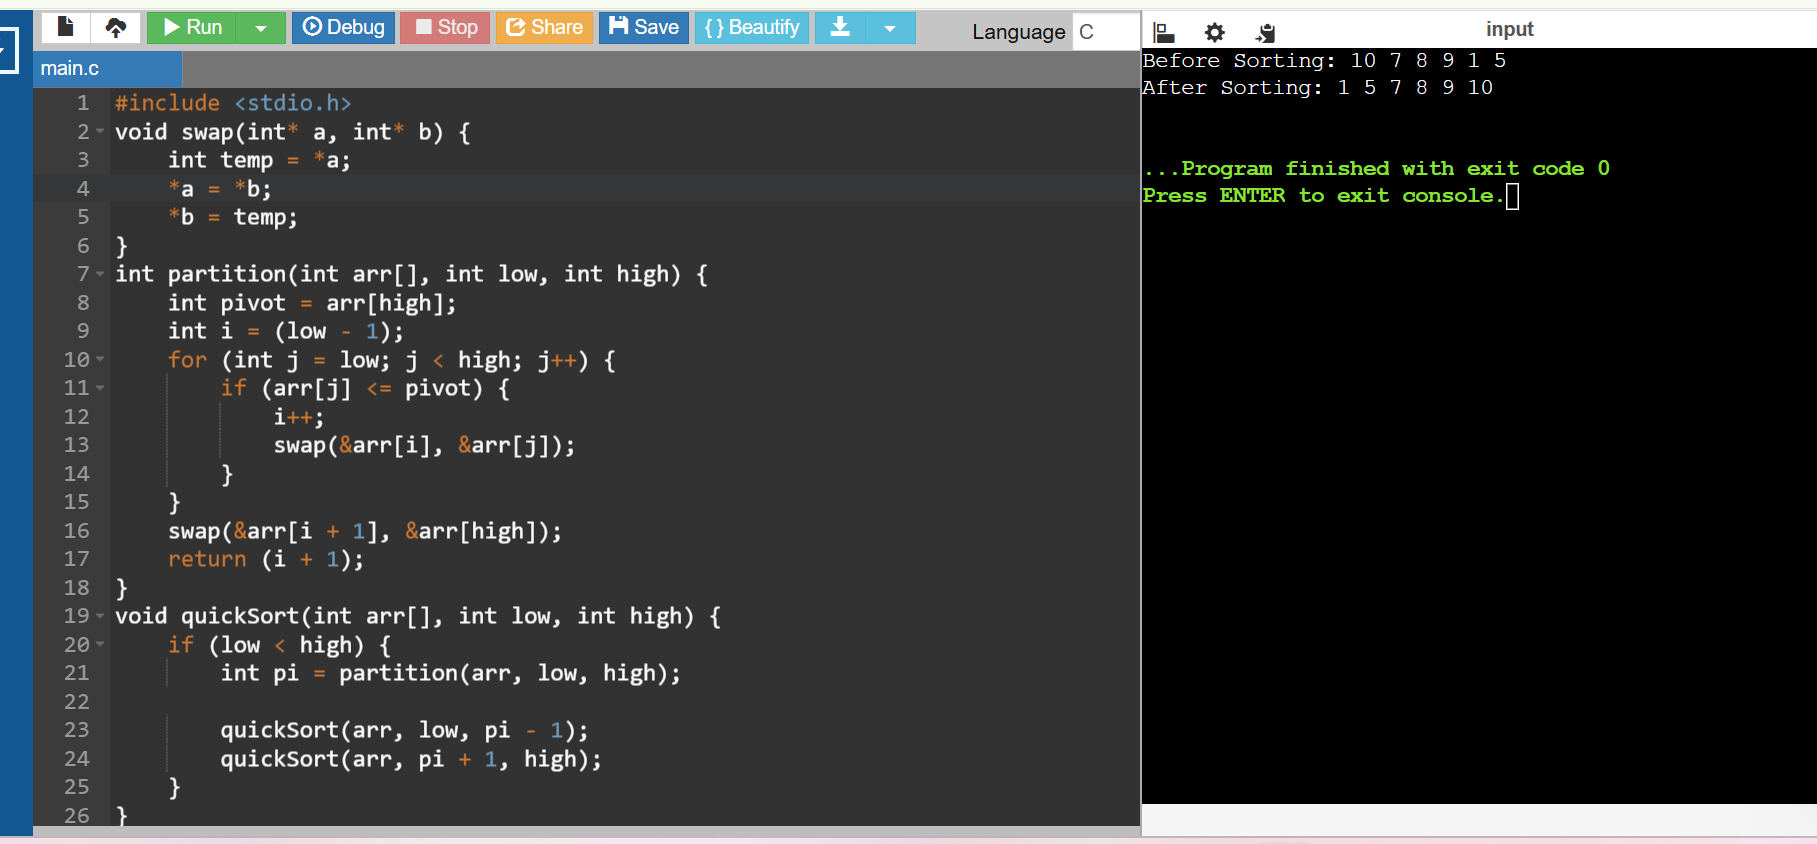 Run Debug Stop Share Save {} Beautify Language C
main.c
1 #include <stdio.h>
2 void swap(int* a, int* b) {
3     int temp = *a;
4     *a = *b;
5     *b = temp;
6 }
7 int partition(int arr[], int low, int high) {
8     int pivot = arr[high];
9     int i = (low - 1);
10     for (int j = low; j < high; j++) {
11         if (arr[j] <= pivot) {
12             i++;
13             swap(&arr[i], &arr[j]);
14         }
15     }
16     swap(&arr[i + 1], &arr[high]);
17     return (i + 1);
18 }
19 void quickSort(int arr[], int low, int high) {
20     if (low < high) {
21         int pi = partition(arr, low, high);
22
23         quickSort(arr, low, pi - 1);
24         quickSort(arr, pi + 1, high);
25     }
26 }
input
Before Sorting: 10 7 8 9 1 5
After Sorting: 1 5 7 8 9 10
...Program finished with exit code 0
Press ENTER to exit console.